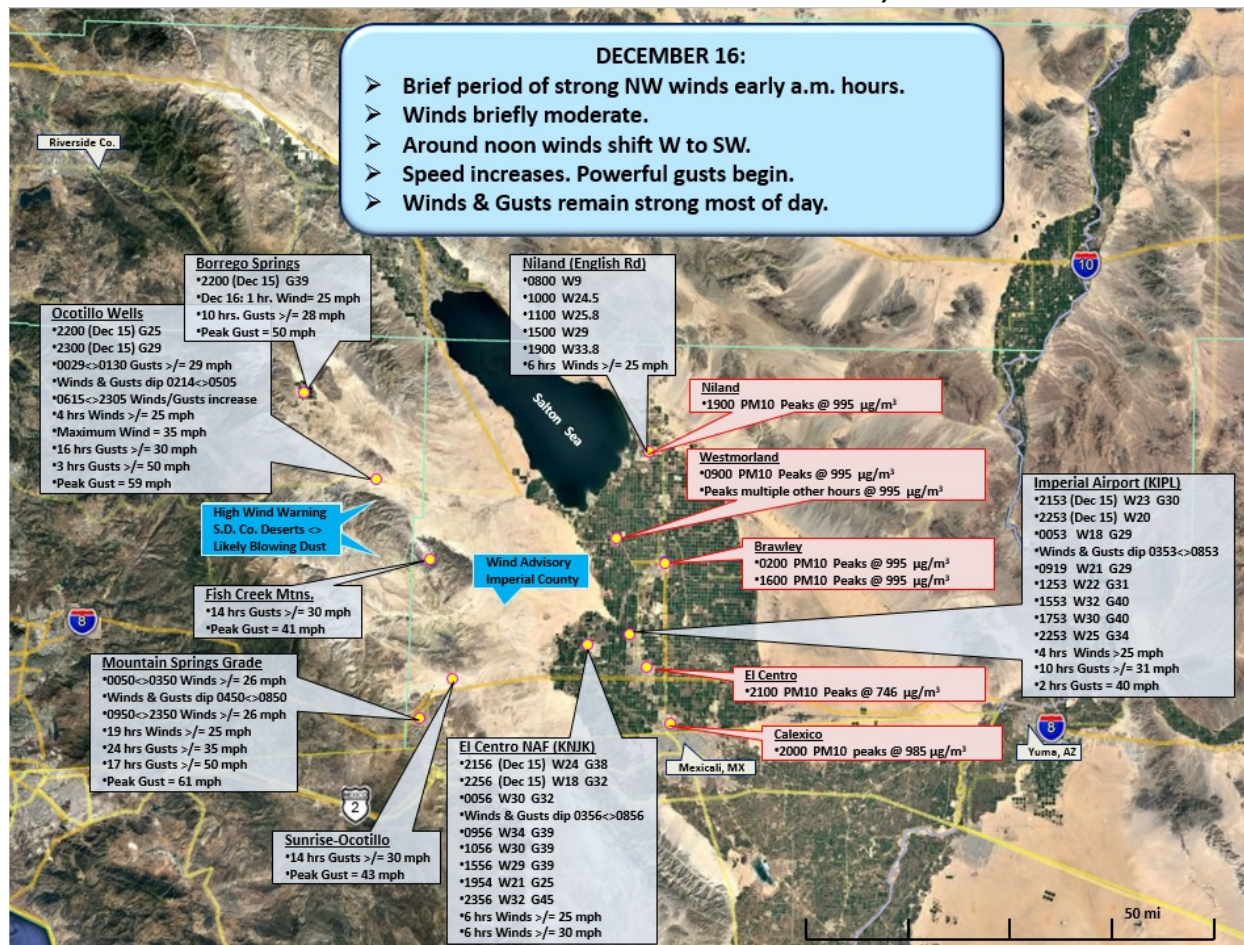 DECEMBER 16:
➢ Brief period of strong NW winds early a.m. hours.
➢ Winds briefly moderate.
➢ Around noon winds shift W to SW.
➢ Speed increases. Powerful gusts begin.
➢ Winds & Gusts remain strong most of day.
Riverside Co.
Borrego Springs
•2200 (Dec 15) G39
•Dec 16: 1 hr. Wind= 25 mph
•10 hrs. Gusts >/= 28 mph
•Peak Gust = 50 mph
Ocotillo Wells
•2200 (Dec 15) G25
•2300 (Dec 15) G29
•0029<>0130 Gusts >/= 29 mph
•Winds & Gusts dip 0214<>0505
•0615<>2305 Winds/Gusts increase
•4 hrs Winds >/= 25 mph
•Maximum Wind = 35 mph
•16 hrs Gusts >/= 30 mph
•3 hrs Gusts >/= 50 mph
•Peak Gust = 59 mph
Niland (English Rd)
•0800 W9
•1000 W24.5
•1100 W25.8
•1500 W29
•1900 W33.8
•6 hrs Winds >/= 25 mph
10
Salton Sea
Niland
•1900 PM10 Peaks @ 995 µg/m³
Westmorland
•0900 PM10 Peaks @ 995 µg/m³
•Peaks multiple other hours @ 995 µg/m³
Imperial Airport (KIPL)
•2153 (Dec 15) W23 G30
•2253 (Dec 15) W20
•0053 W18 G29
•Winds & Gusts dip 0353<>0853
•0919 W21 G29
•1253 W22 G31
•1553 W32 G40
•1753 W30 G40
•2253 W25 G34
•4 hrs Winds >25 mph
•10 hrs Gusts >/= 31 mph
•2 hrs Gusts = 40 mph
High Wind Warning
S.D. Co. Deserts <>
Likely Blowing Dust
Wind Advisory
Imperial County
Brawley
•0200 PM10 Peaks @ 995 µg/m³
•1600 PM10 Peaks @ 995 µg/m³
Fish Creek Mtns.
•14 hrs Gusts >/= 30 mph
•Peak Gust = 41 mph
8
Mountain Springs Grade
•0050<>0350 Winds >/= 26 mph
•Winds & Gusts dip 0450<>0850
•0950<>2350 Winds >/= 26 mph
•19 hrs Winds >/= 25 mph
•24 hrs Gusts >/= 35 mph
•17 hrs Gusts >/= 50 mph
•Peak Gust = 61 mph
El Centro
•2100 PM10 Peaks @ 746 µg/m³
Calexico
•2000 PM10 peaks @ 985 µg/m³
8
Yuma, AZ
Mexicali, MX
El Centro NAF (KNJK)
•2156 (Dec 15) W24 G38
•2256 (Dec 15) W18 G32
•0056 W30 G32
•Winds & Gusts dip 0356<>0856
•0956 W34 G39
•1056 W30 G39
•1556 W29 G39
•1954 W21 G25
•2356 W32 G45
•6 hrs Winds >/= 25 mph
•6 hrs Winds >/= 30 mph
2
Sunrise-Ocotillo
•14 hrs Gusts >/= 30 mph
•Peak Gust = 43 mph
50 mi